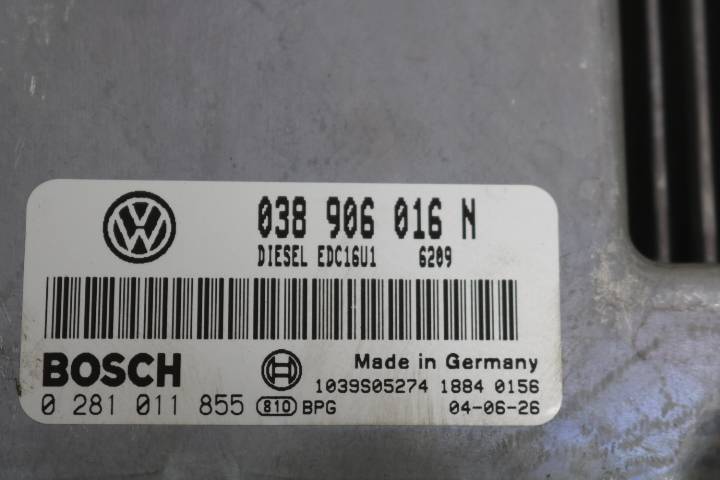 038 906 016 N
DIESEL EDC16U1 6209
BOSCH
Made in Germany
1039S05274 1884 0156
0 281 011 855 810 BPG 04-06-26